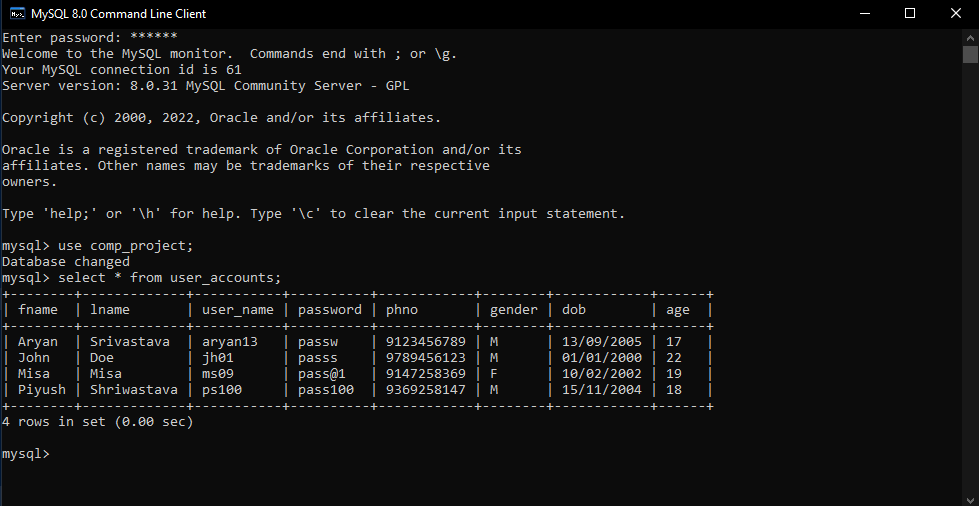 MySQL 8.0 Command Line Client
Enter password: ******
Welcome to the MySQL monitor.  Commands end with ; or \g.
Your MySQL connection id is 61
Server version: 8.0.31 MySQL Community Server - GPL
Copyright (c) 2000, 2022, Oracle and/or its affiliates.
Oracle is a registered trademark of Oracle Corporation and/or its
affiliates. Other names may be trademarks of their respective
owners.
Type 'help;' or '\h' for help. Type '\c' to clear the current input statement.
mysql> use comp_project;
Database changed
mysql> select * from user_accounts;
+--------+-------------+-----------+----------+------------+--------+------------+------+
| fname  | lname       | user_name | password | phno       | gender | dob        | age  |
+--------+-------------+-----------+----------+------------+--------+------------+------+
| Aryan  | Srivastava  | aryan13   | passw    | 9123456789 | M      | 13/09/2005 | 17   |
| John   | Doe         | jh01      | passs    | 9789456123 | M      | 01/01/2000 | 22   |
| Misa   | Misa        | ms09      | pass@1   | 9147258369 | F      | 10/02/2002 | 19   |
| Piyush | Shriwastava | ps100     | pass100  | 9369258147 | M      | 15/11/2004 | 18   |
+--------+-------------+-----------+----------+------------+--------+------------+------+
4 rows in set (0.00 sec)
mysql>